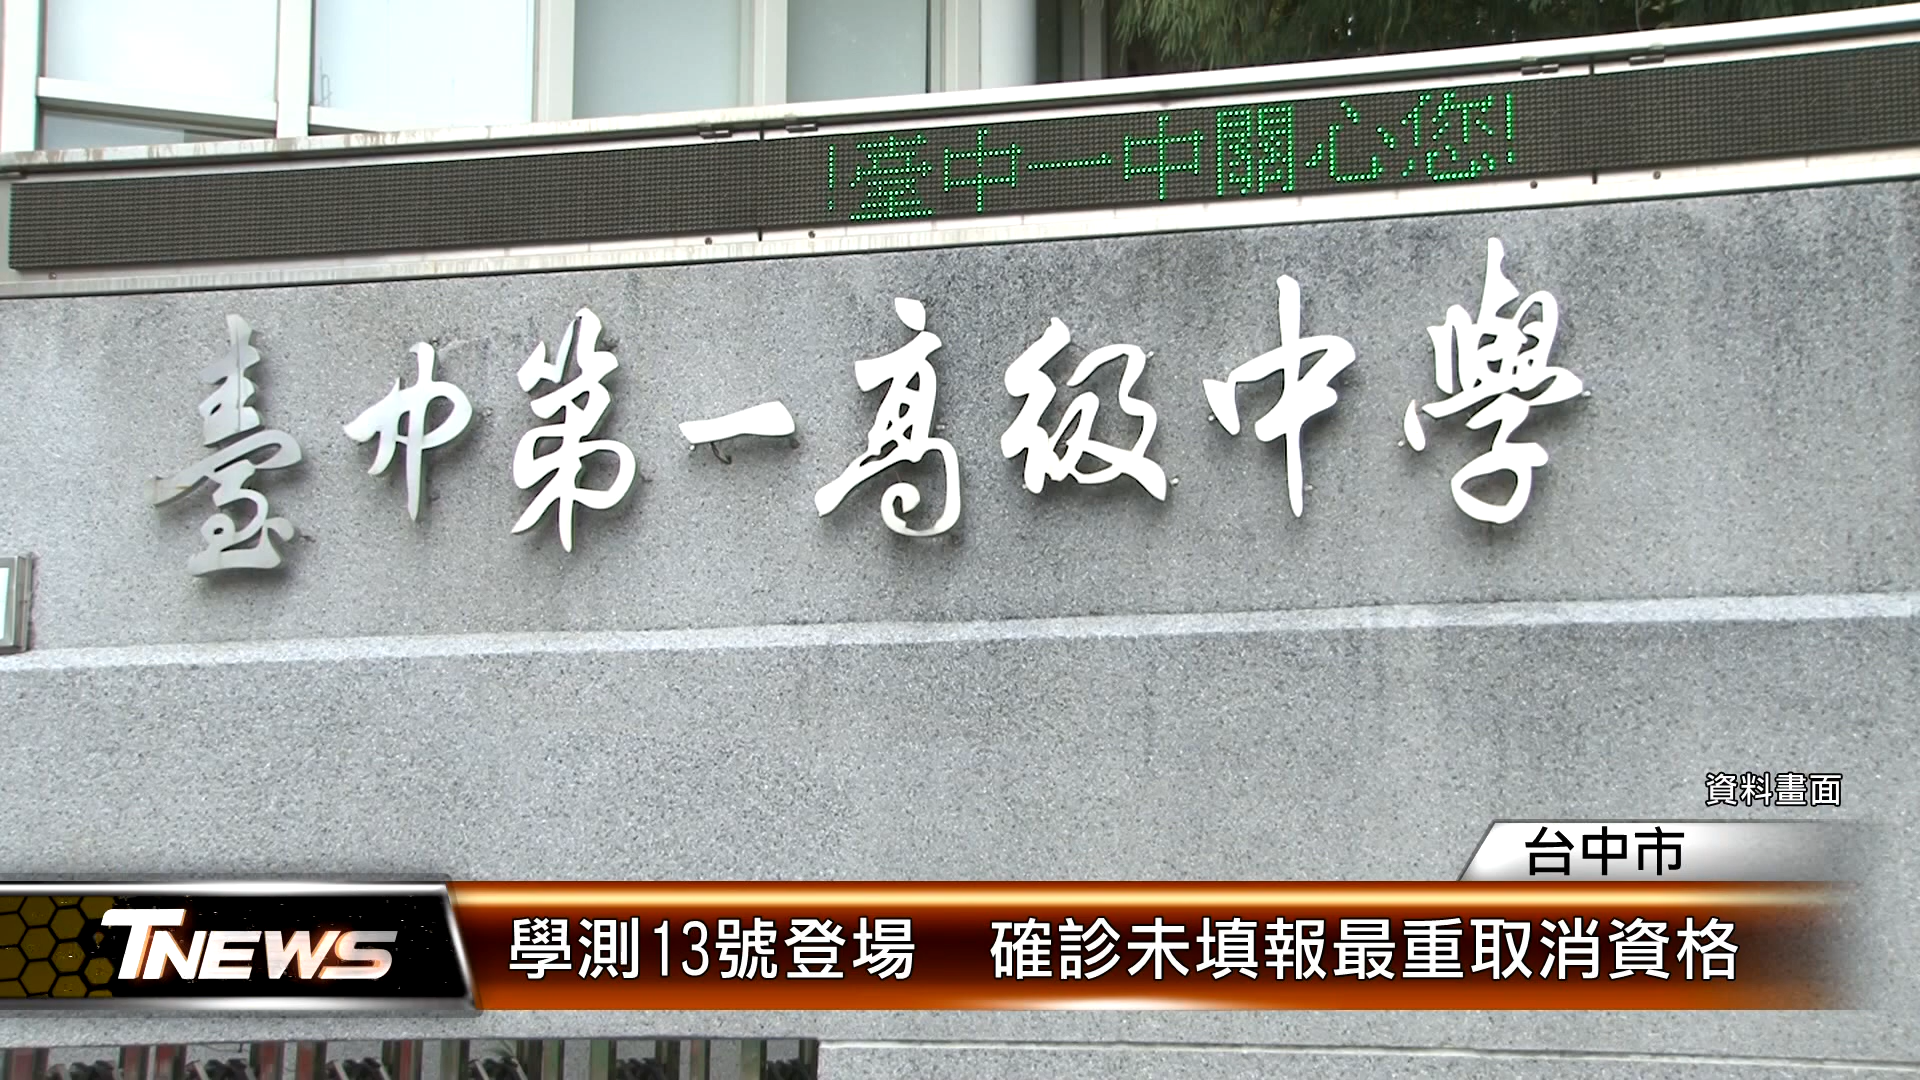 !臺中一中關心您!
臺中第一高級中學
資料畫面
台中市
TNEWS
學測13號登場 確診未填報最重取消資格